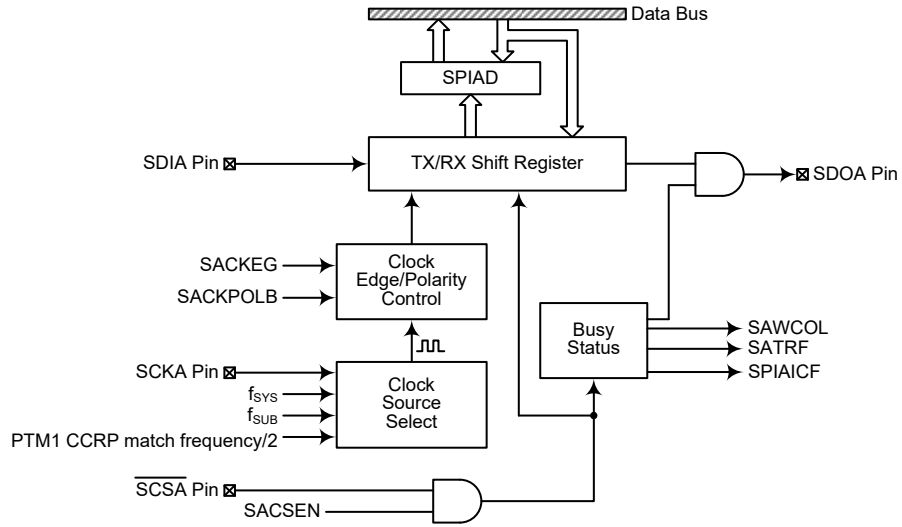 Data Bus
SPIAD
SDIA Pin
TX/RX Shift Register
SDOA Pin
SACKEG
SACKPOLB
Clock
Edge/Polarity
Control
Busy
Status
SAWCOL
SATRF
SPIAICF
SCKA Pin
fSYS
fSUB
PTM1 CCRP match frequency/2
Clock
Source
Select
SCSA Pin
SACSEN